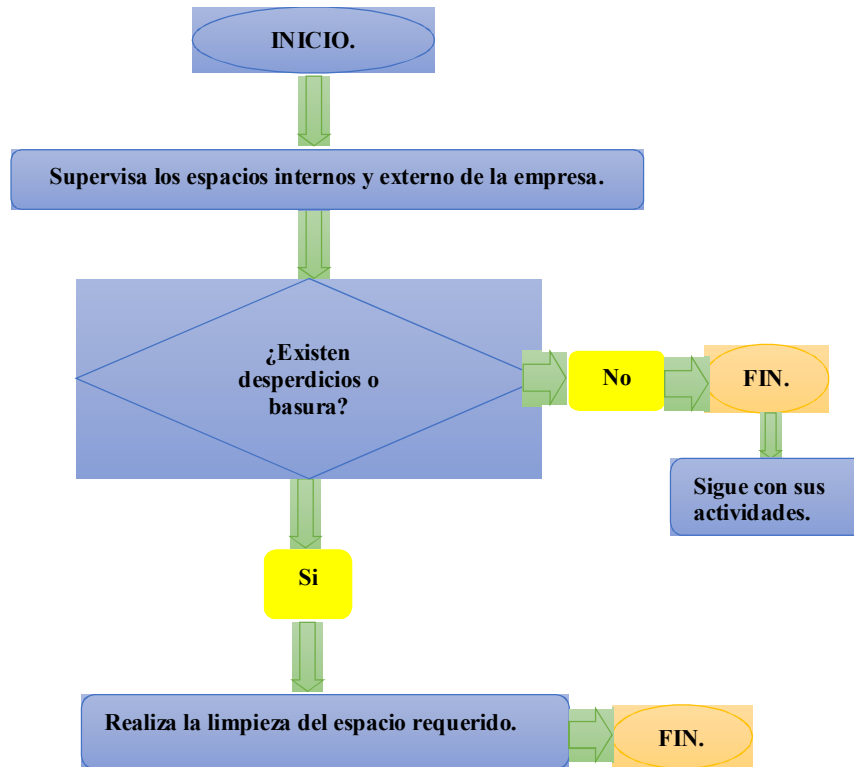 INICIO.
Supervisa los espacios internos y externo de la empresa.
¿Existen
desperdicios o
basura?
No
FIN.
Sigue con sus
actividades.
Si
Realiza la limpieza del espacio requerido.
FIN.